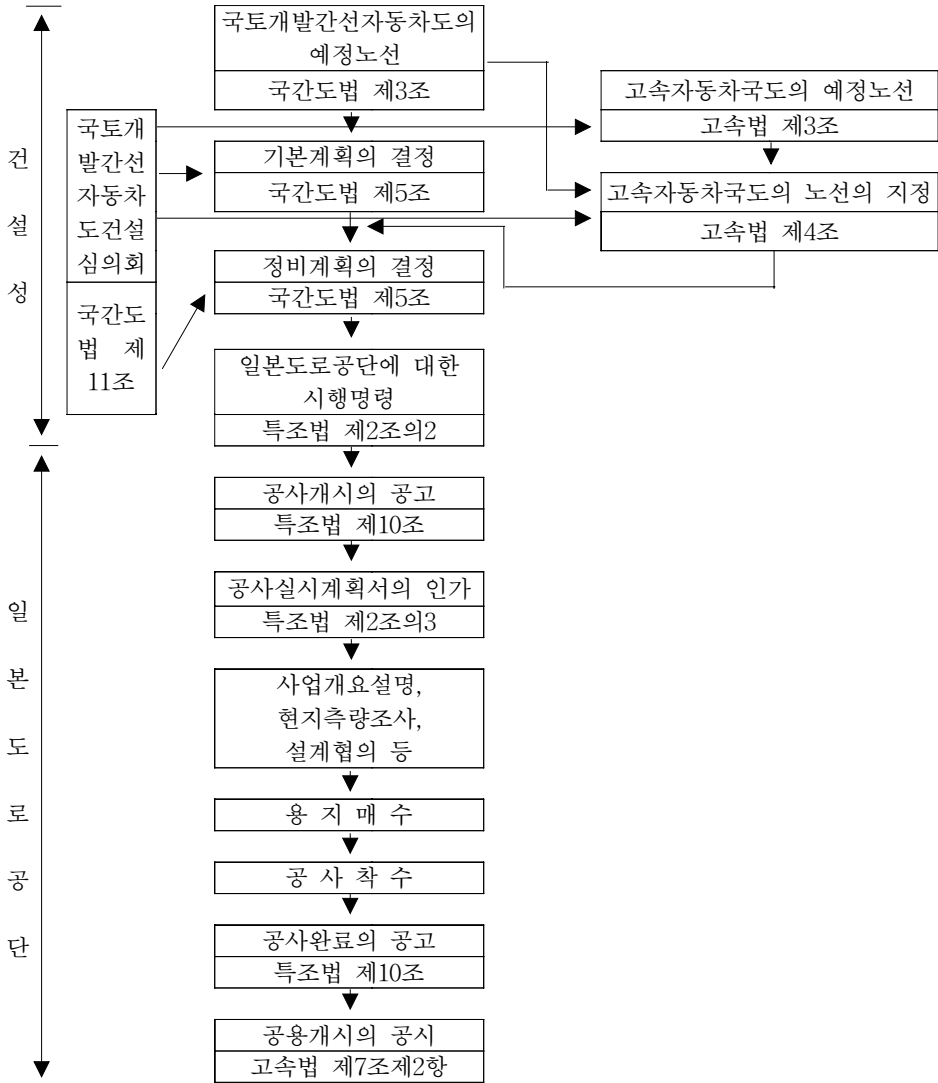 국토개발간선자동차도의
예정노선
국간도법 제3조
고속자동차국도의 예정노선
고속법 제3조
건
설
성
국토개
발간선
자동차
도건설
심의회
국간도
법 제
11조
기본계획의 결정
국간도법 제5조
고속자동차국도의 노선의 지정
고속법 제4조
정비계획의 결정
국간도법 제5조
일본도로공단에 대한
시행명령
특조법 제2조의2
일
본
도
로
공
단
공사개시의 공고
특조법 제10조
공사실시계획서의 인가
특조법 제2조의3
사업개요설명,
현지측량조사,
설계협의 등
용 지 매 수
공 사 착 수
공사완료의 공고
특조법 제10조
공용개시의 공시
고속법 제7조제2항